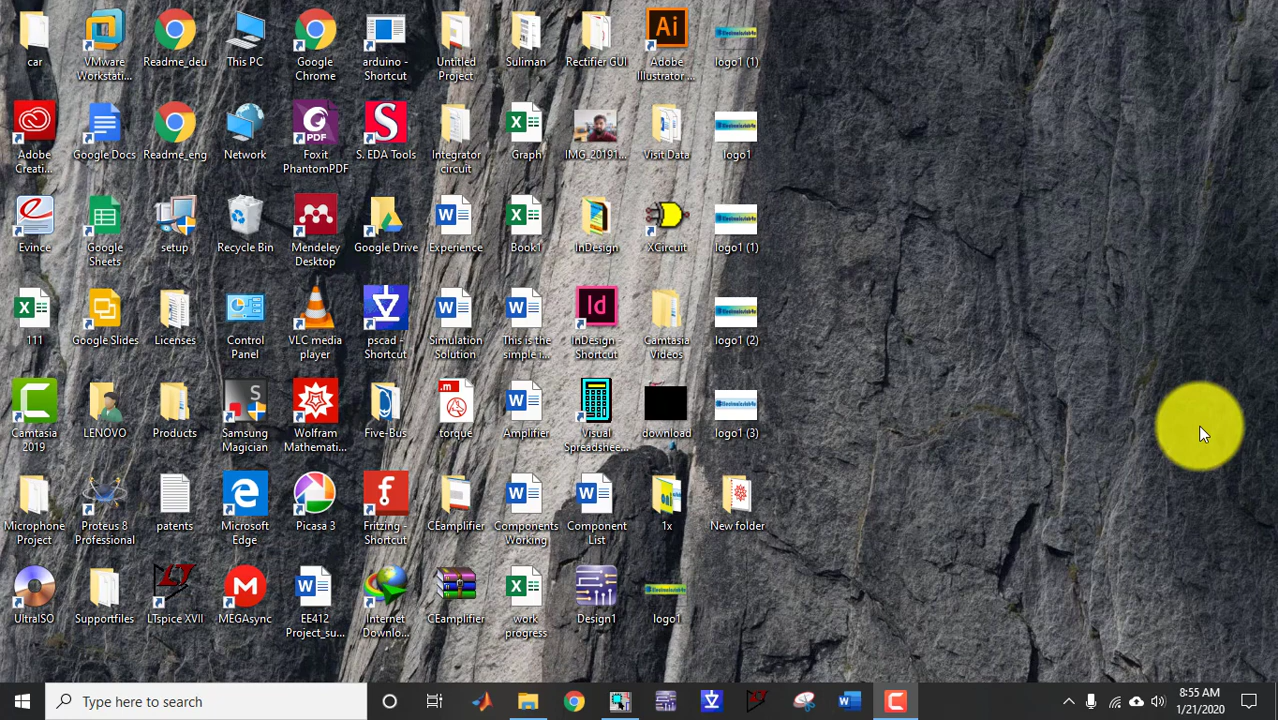 car
VMware
Workstati...
Readme_deu
This PC
Google
Chrome
arduino -
Shortcut
Untitled
Project
Suliman
Rectifier GUI
Ai
Adobe
Illustrator ...
logo1 (1)
Adobe
Creati...
Google Docs
Readme_eng
Network
PDF
Foxit
PhantomPDF
S
S. EDA Tools
Integrator
circuit
Graph
IMG_20191...
Visit Data
logo1
Evince
Google
Sheets
setup
Recycle Bin
Mendeley
Desktop
Google Drive
Experience
Book1
InDesign
XCircuit
logo1 (1)
111
Google Slides
Licenses
Control
Panel
VLC media
player
pscad -
Shortcut
Simulation
Solution
This is the
simple i...
Id
InDesign -
Shortcut
Camtasia
Videos
logo1 (2)
Camtasia
2019
LENOVO
Products
S
Samsung
Magician
Wolfram
Mathemati...
Five-Bus
.m
torque
Amplifier
Visual
Spreadshee...
download
logo1 (3)
Microphone
Project
Proteus 8
Professional
patents
Microsoft
Edge
Picasa 3
Fritzing -
Shortcut
CEamplifier
Components
Working
Component
List
1x
New folder
UltraISO
Supportfiles
LTspice XVII
MEGAsync
EE412
Project_su...
Internet
Downlo...
CEamplifier
work
progress
Design1
logo1
Type here to search
8:55 AM
1/21/2020